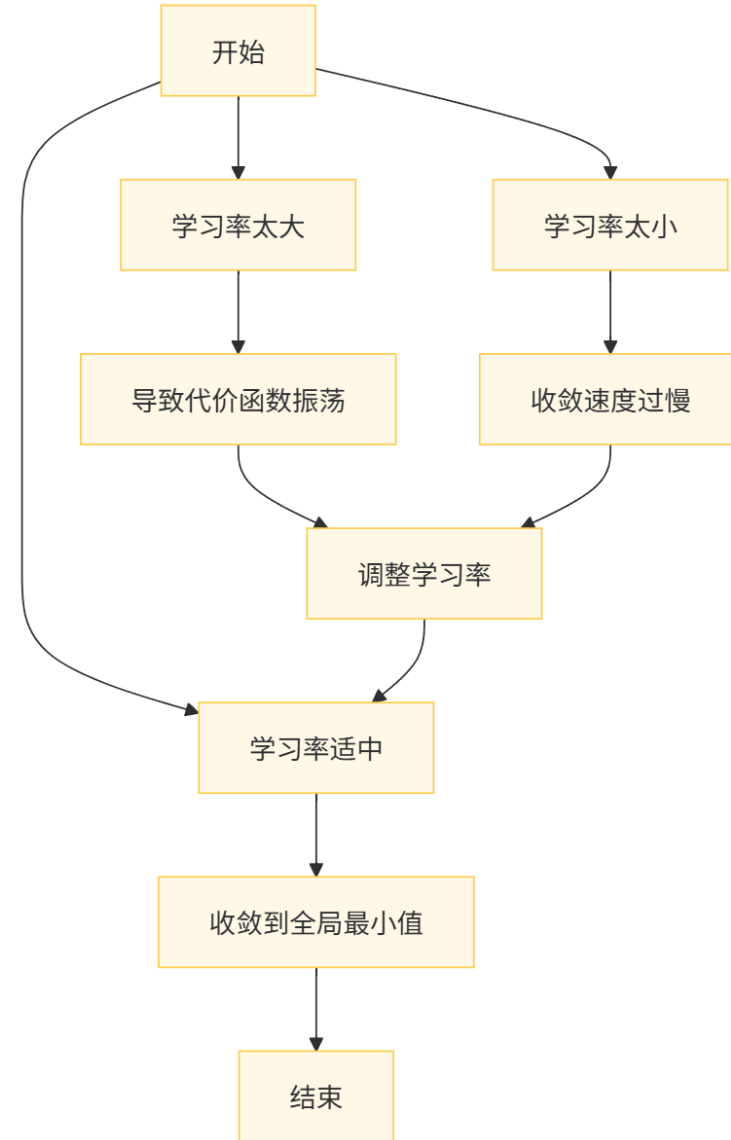 开始
学习率太大
学习率太小
导致代价函数振荡
收敛速度过慢
调整学习率
学习率适中
收敛到全局最小值
结束